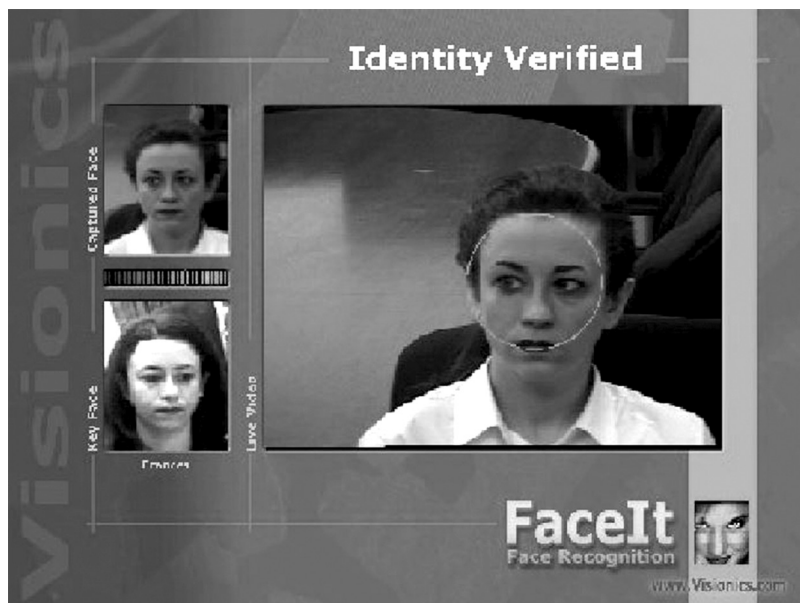 Visionics
Identity Verified
Captured Face
Key Face
Frances
Live Video
FaceIt
Face Recognition
www.Visionics.com